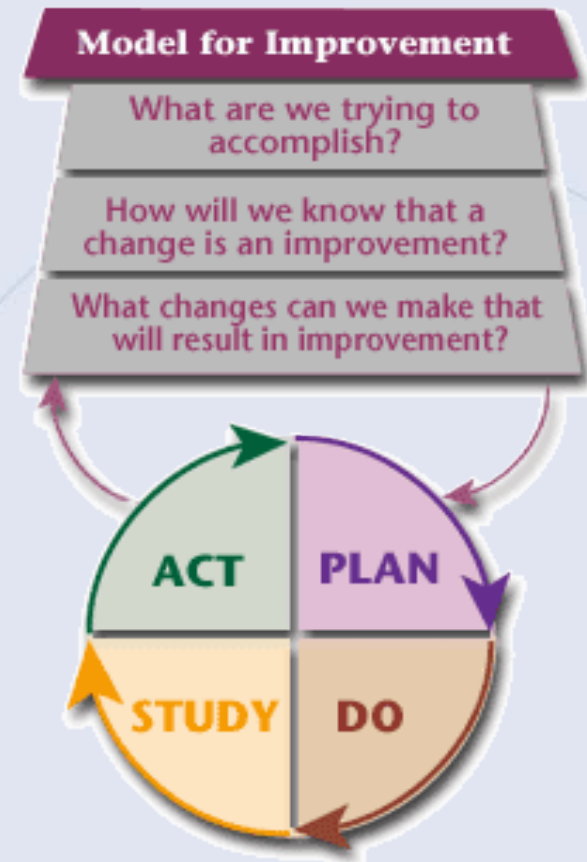 Model for Improvement
What are we trying to
accomplish?
How will we know that a
change is an improvement?
What changes can we make that
will result in improvement?
ACT
PLAN
STUDY
DO